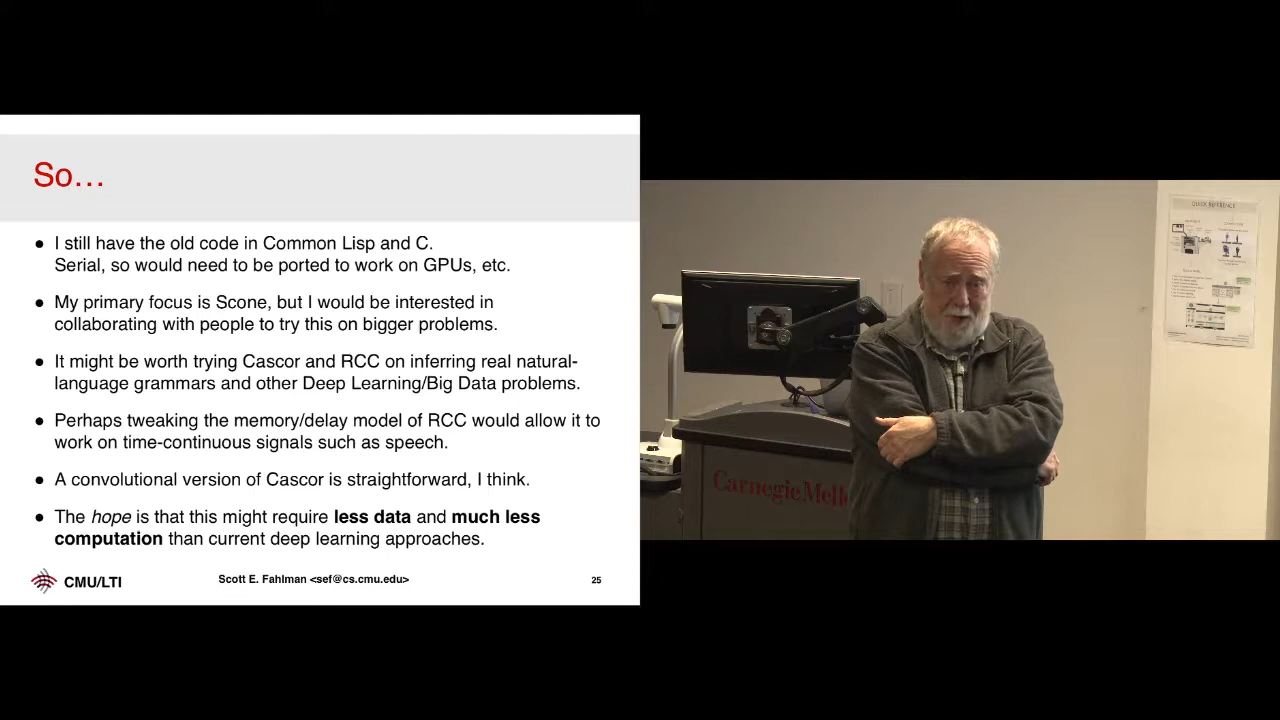 So…
● I still have the old code in Common Lisp and C.
Serial, so would need to be ported to work on GPUs, etc.
● My primary focus is Scone, but I would be interested in
collaborating with people to try this on bigger problems.
● It might be worth trying Cascor and RCC on inferring real natural-
language grammars and other Deep Learning/Big Data problems.
● Perhaps tweaking the memory/delay model of RCC would allow it to
work on time-continuous signals such as speech.
● A convolutional version of Cascor is straightforward, I think.
● The hope is that this might require less data and much less
computation than current deep learning approaches.
CMU/LTI
Scott E. Fahlman <sef@cs.cmu.edu>
25
QUICK REFERENCE
Carnegie Mell